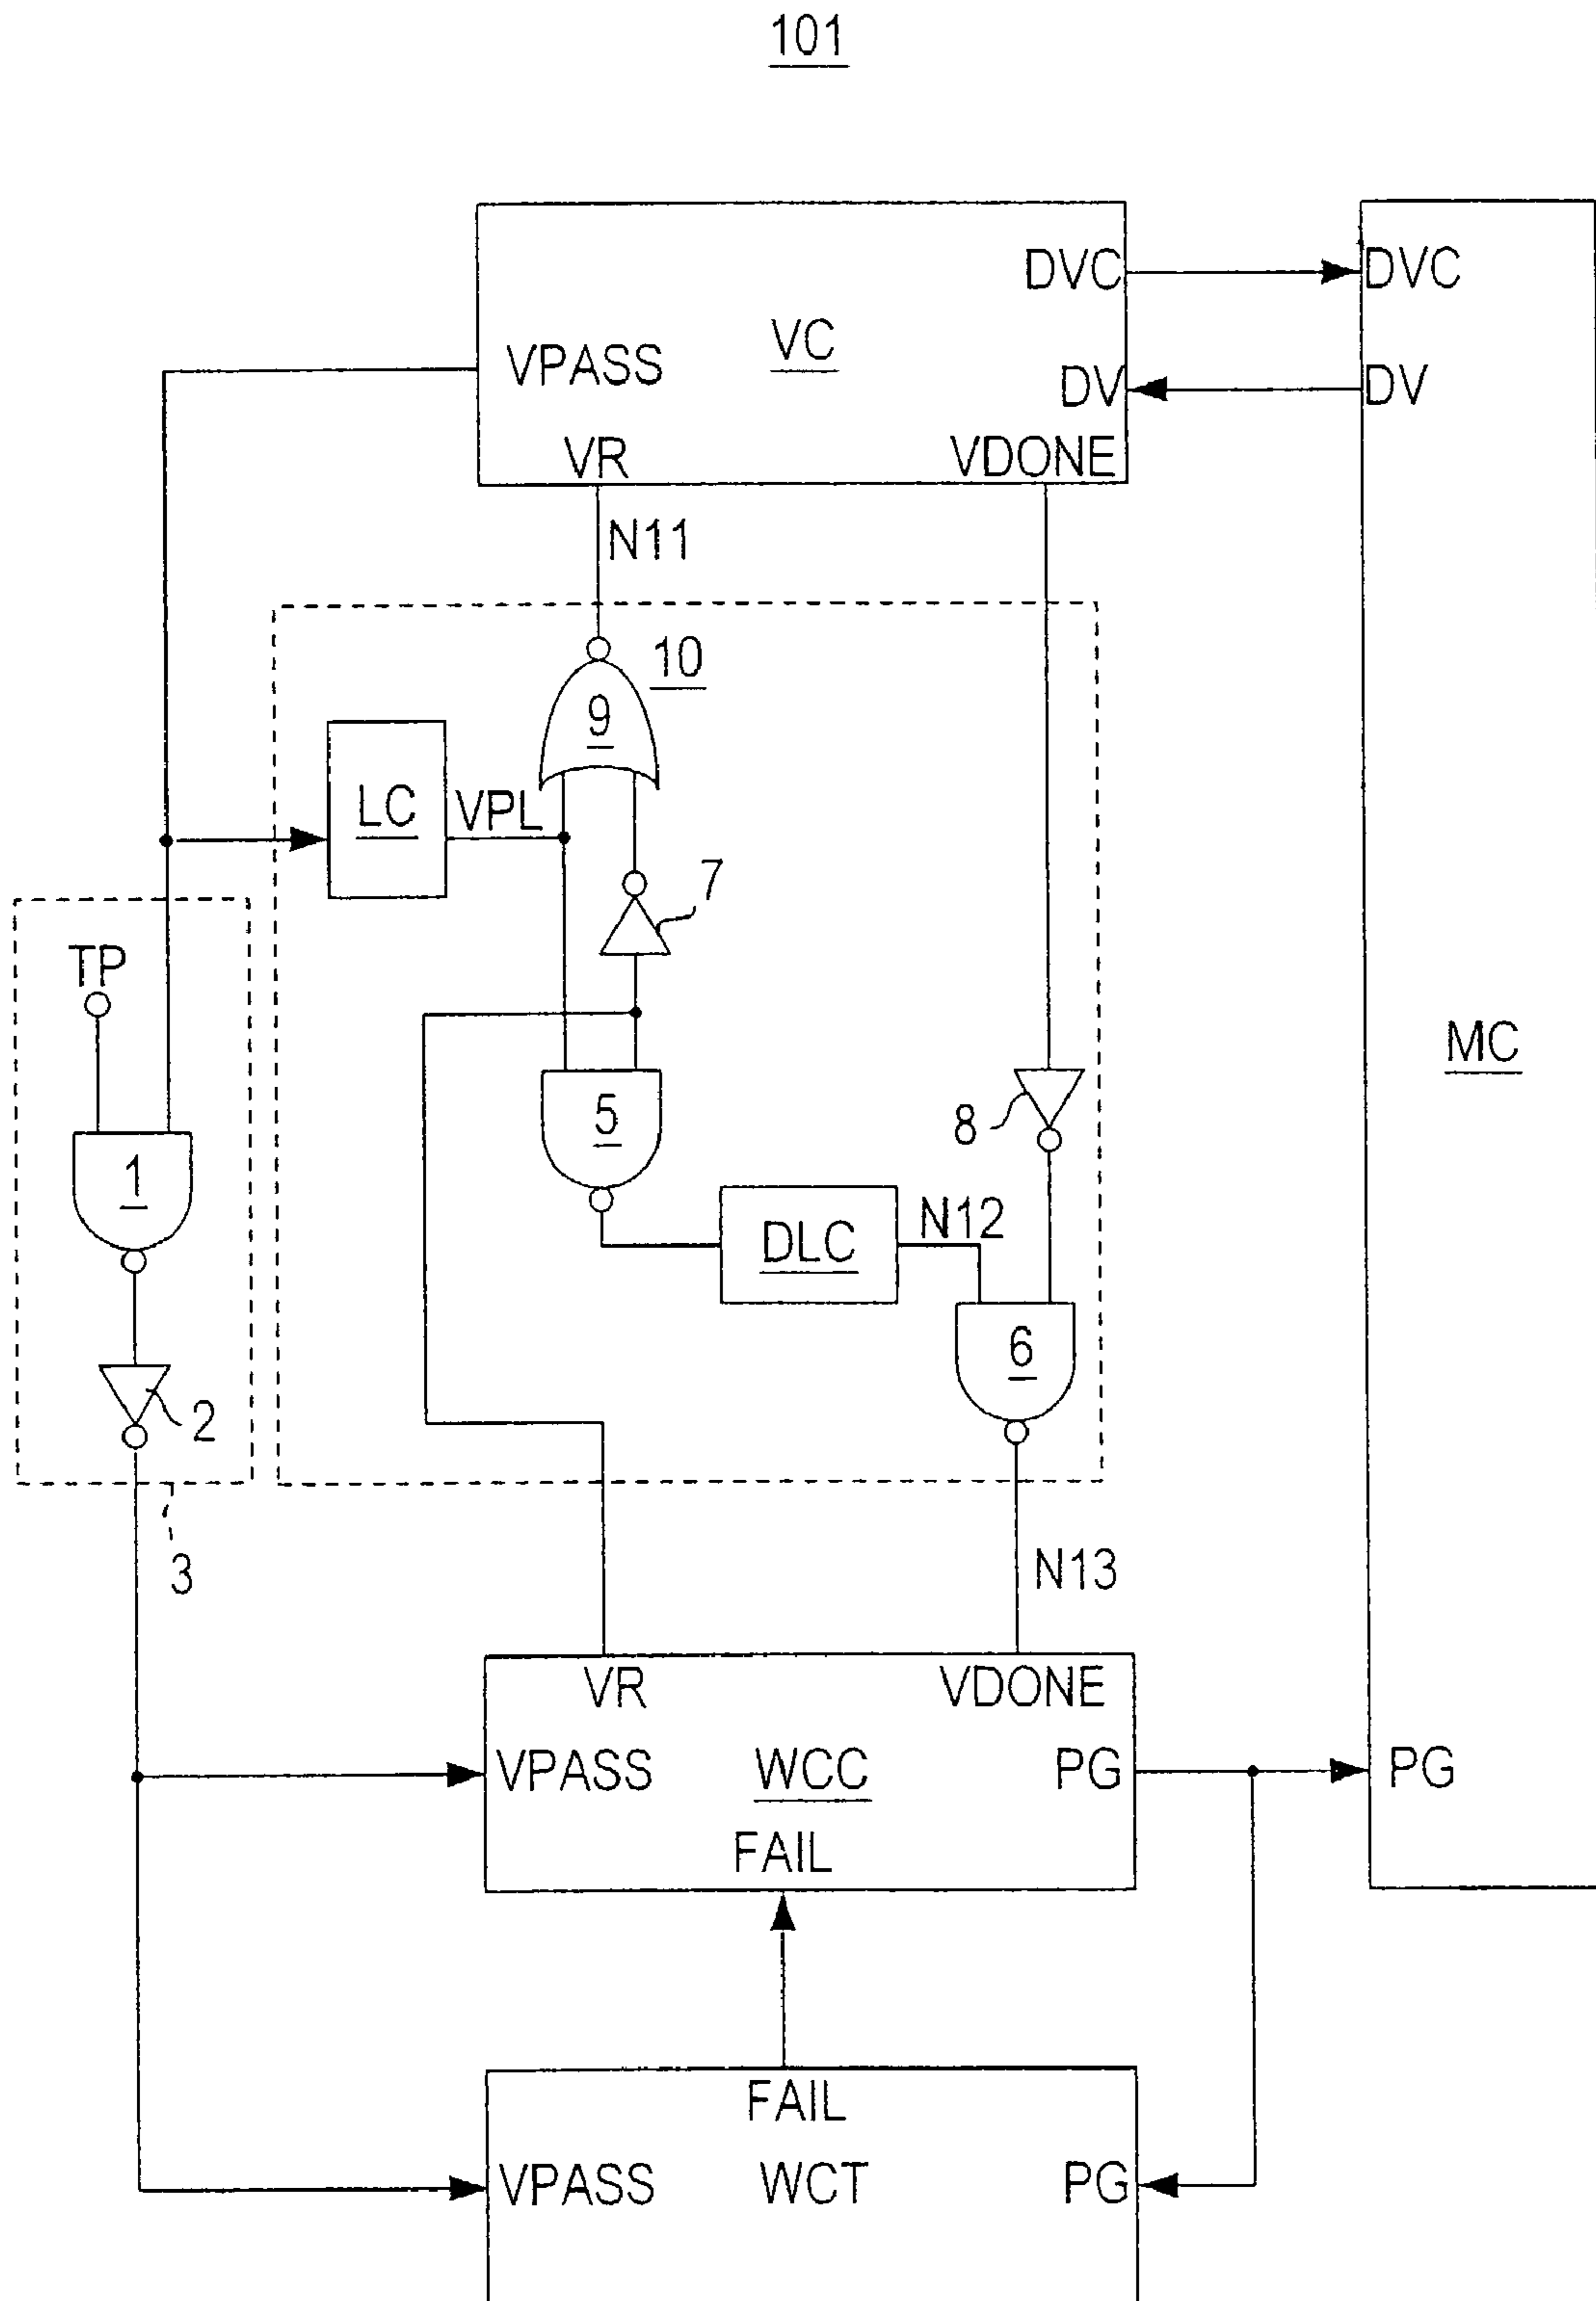 101
DVC
DVC
VC
VPASS
DV
DV
VR
VDONE
N11
10
9
LC
VPL
7
TP
MC
5
8
1
DLC
N12
6
2
3
N13
VR
VDONE
VPASS
WCC
PG
PG
FAIL
FAIL
VPASS
WCT
PG